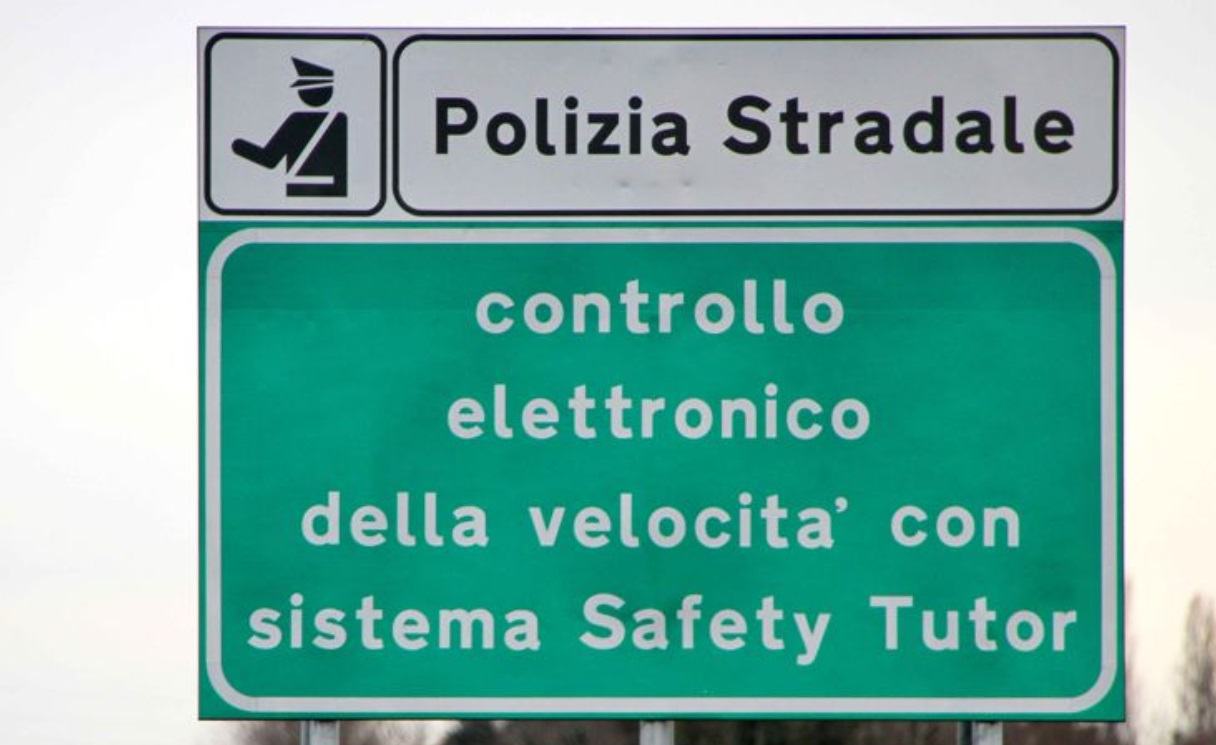 Polizia Stradale
controllo
elettronico
della velocita' con
sistema Safety Tutor